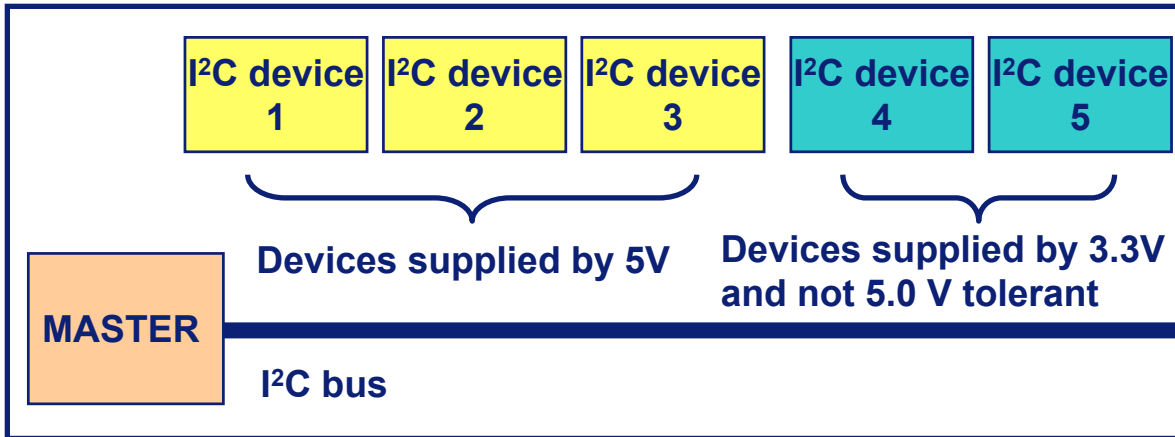 I²C device
1
I²C device
2
I²C device
3
I²C device
4
I²C device
5
Devices supplied by 5V
Devices supplied by 3.3V
and not 5.0 V tolerant
MASTER
I²C bus